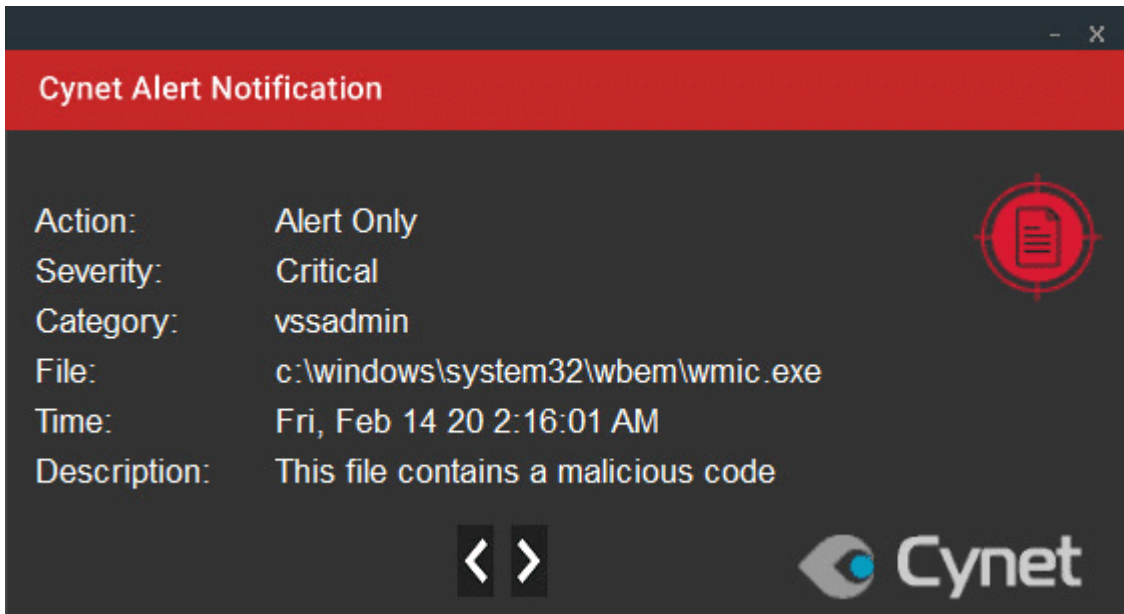 Cynet Alert Notification
Action: Alert Only
Severity: Critical
Category: vssadmin
File: c:\windows\system32\wbem\wmic.exe
Time: Fri, Feb 14 20 2:16:01 AM
Description: This file contains a malicious code
Cynet